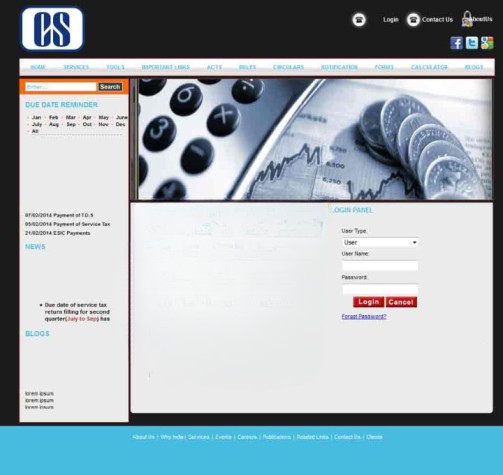 CS
Login Contact Us AboutUs
HOME SERVICES TOOLS IMPORTANT LINKS ACTS RULES CIRCULARS NOTIFICATION FORMS CALCULATOR BLOGS
Enter... Search
DUE DATE REMINDER
- Jan - Feb - Mar - Apr - May - June
- July - Aug - Sep - Oct - Nov - Dec
- All
07/02/2014 Payment of T.D.S
05/02/2014 Payment of Service Tax
21/02/2014 ESIC Payments
NEWS
• Due date of service tax
return filling for second
quarter(July to Sep) has
BLOGS
lorem ipsum
lorem ipsum
lorem ipsum
LOGIN PANEL
User Type:
User
User Name:
Password:
Login Cancel
Forgot Password?
About Us | Why Indie | Services | Events | Careers | Publications | Related Links | Contact Us | Clients